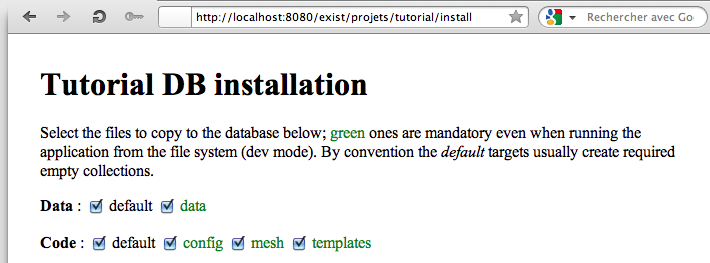 http://localhost:8080/exist/projets/tutorial/install
Rechercher avec Go
Tutorial DB installation
Select the files to copy to the database below; green ones are mandatory even when running the
application from the file system (dev mode). By convention the default targets usually create required
empty collections.
Data : default data
Code : default config mesh templates